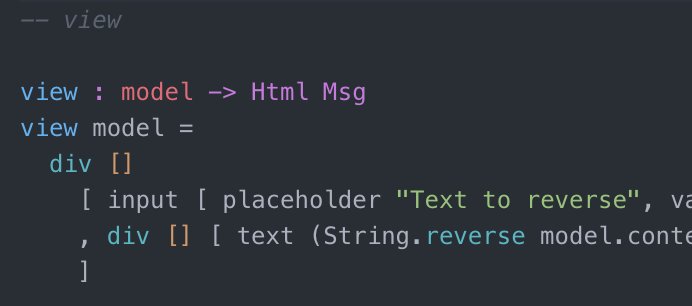 -- view
view : model -> Html Msg
view model =
div []
[ input [ placeholder "Text to reverse", va
, div [] [ text (String.reverse model.conte
]